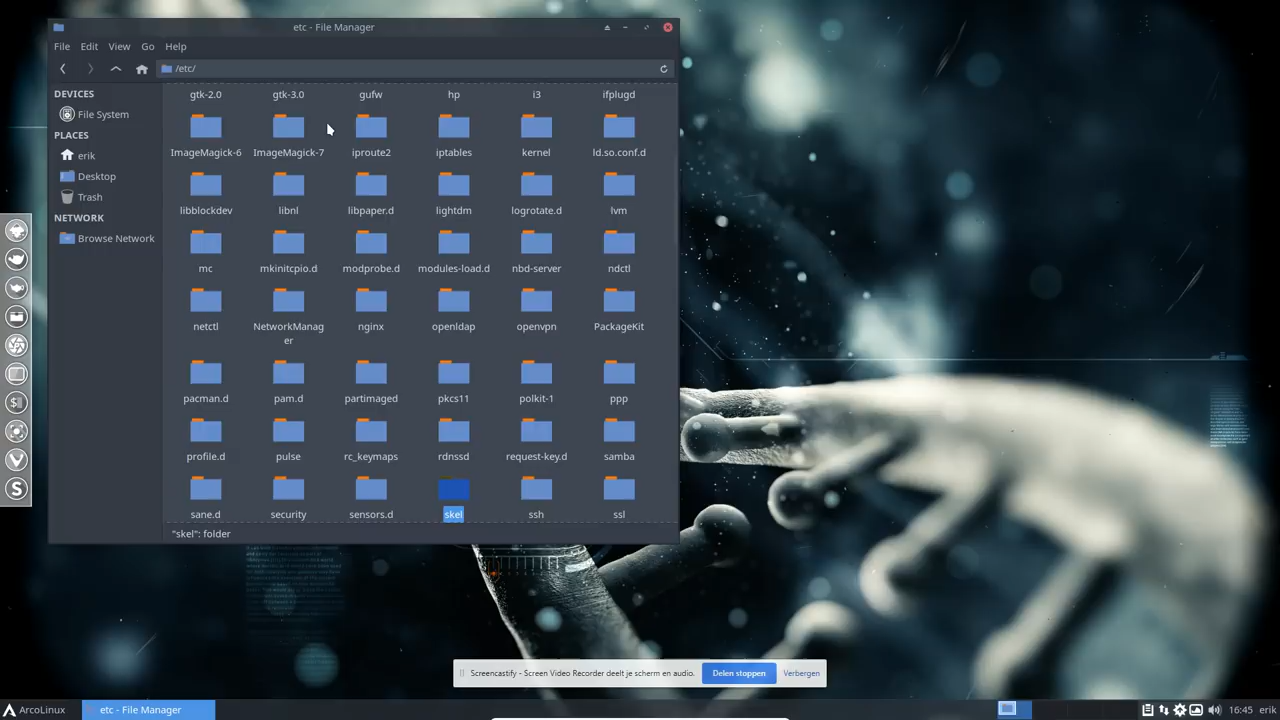 etc - File Manager
File Edit View Go Help
/etc/
DEVICES
File System
PLACES
erik
Desktop
Trash
NETWORK
Browse Network
gtk-2.0 gtk-3.0 gufw hp i3 ifplugd
ImageMagick-6 ImageMagick-7 iproute2 iptables kernel ld.so.conf.d
libblockdev libnl libpaper.d lightdm logrotate.d lvm
mc mkinitcpio.d modprobe.d modules-load.d nbd-server ndctl
netctl NetworkManag openldap openvpn PackageKit
er
nginx
pacman.d pam.d partimaged pkcs11 polkit-1 ppp
profile.d pulse rc_keymaps rdnssd request-key.d samba
sane.d security sensors.d skel ssh ssl
"skel": folder
Screencastify - Screen Video Recorder deelt je scherm en audio. Delen stoppen Verbergen
ArcoLinux etc - File Manager 16:45 erik